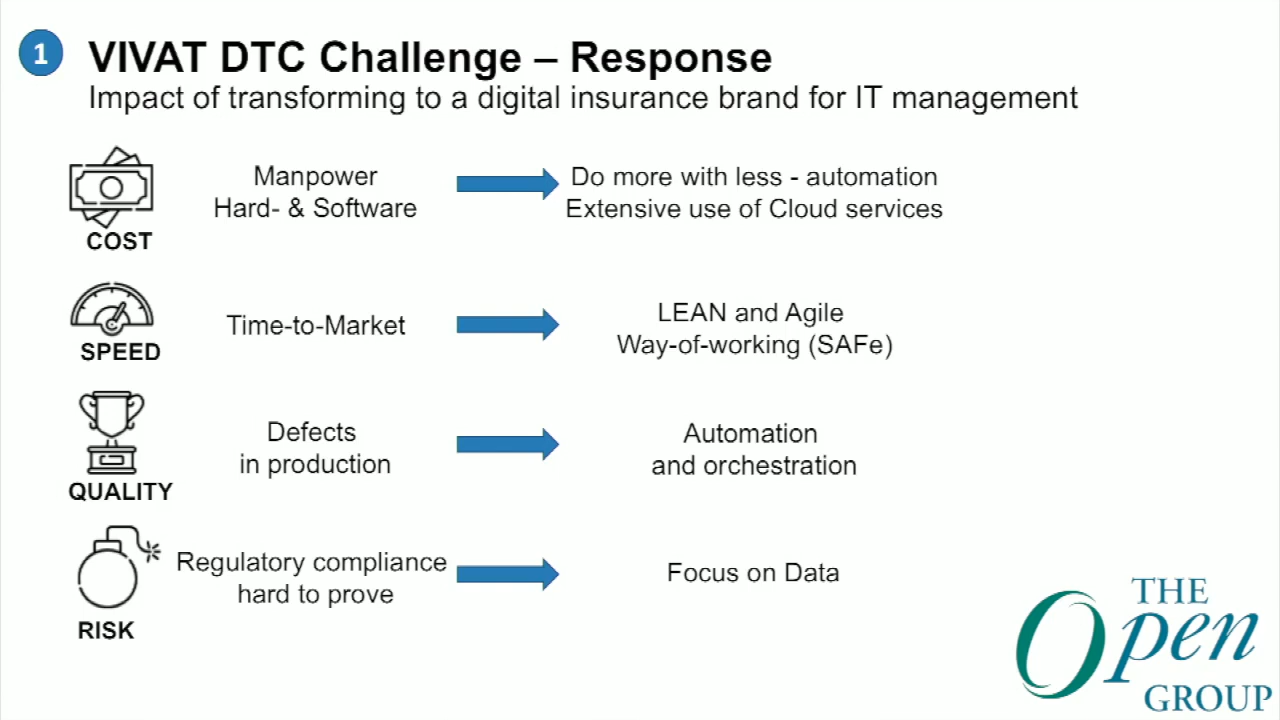 1
VIVAT DTC Challenge – Response
Impact of transforming to a digital insurance brand for IT management
COST
Manpower
Hard- & Software
Do more with less - automation
Extensive use of Cloud services
SPEED
Time-to-Market
LEAN and Agile
Way-of-working (SAFe)
QUALITY
Defects
in production
Automation
and orchestration
RISK
Regulatory compliance
hard to prove
Focus on Data
THE
Open
GROUP